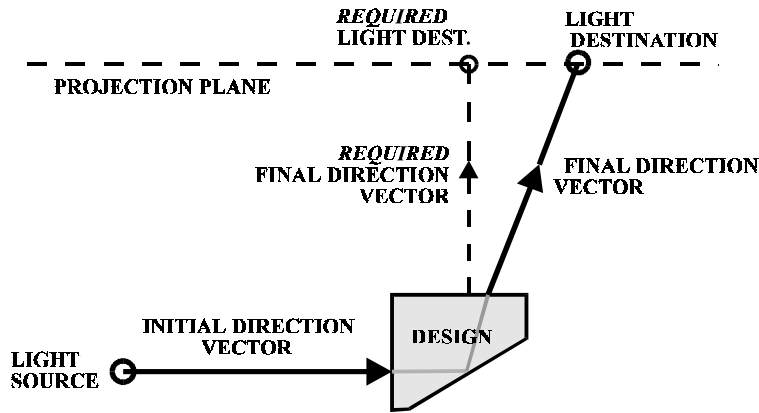 REQUIRED
LIGHT DEST.
LIGHT
DESTINATION
PROJECTION PLANE
REQUIRED
FINAL DIRECTION
VECTOR
FINAL DIRECTION
VECTOR
INITIAL DIRECTION
VECTOR
DESIGN
LIGHT
SOURCE